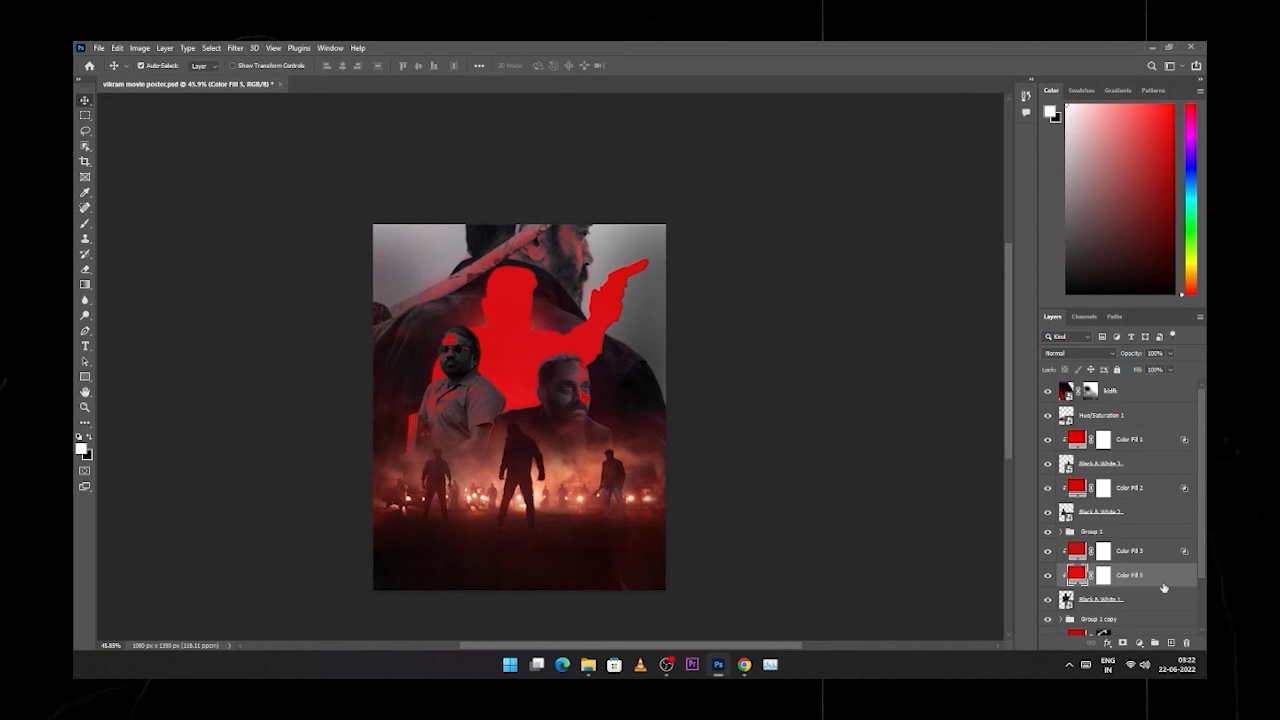 File Edit Image Layer Type Select Filter 3D View Plugins Window Help
Auto-Select: Layer Show Transform Controls 3D Mode:
vikram movie poster.psd @ 45.9% (Color Fill 5, RGB/8) *
Color Swatches Gradients Patterns
Layers Channels Paths
Kind
Normal Opacity: 100%
Lock: Fill: 100%
Hue/Saturation 1
Color Fill 1
Black & White 3
Color Fill 2
Black & White 2
Group 1
Color Fill 3
Color Fill 5
Black & White 1
Group 1 copy
45.85% 1080 px x 1350 px (118.11 ppcm)
ENG
IN
03:22
22-06-2022